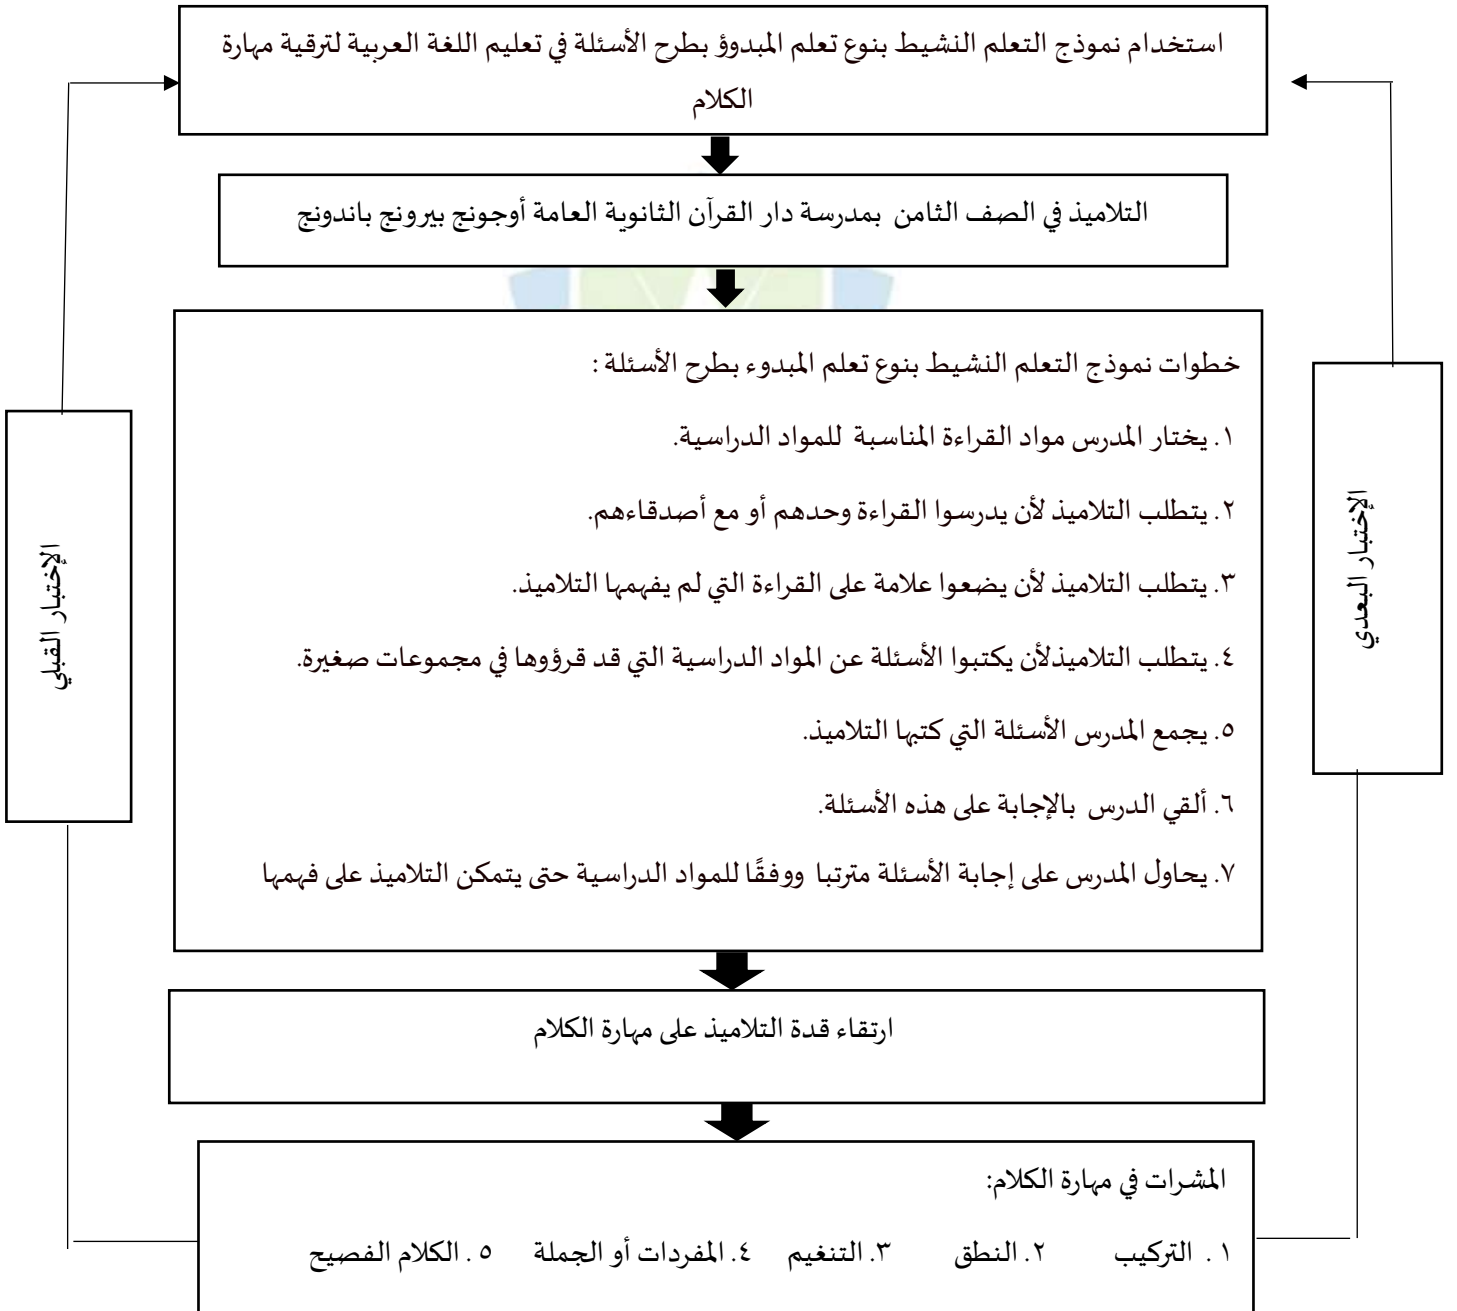 استخدام نموذج التعلم النشيط بنوع تعلم المبدوؤ بطرح الأسئلة في تعليم اللغة العربية لترقية مهارة
الكلام
التلاميذ في الصف الثامن بمدرسة دار القرآن الثانوية العامة أوجونج بيرونج باندونج
خطوات نموذج التعلم النشيط بنوع تعلم المبدوء بطرح الأسئلة :
١. يختار المدرس مواد القراءة المناسبة للمواد الدراسية.
٢. يتطلب التلاميذ لأن يدرسوا القراءة وحدهم أو مع أصدقاءهم.
٣. يتطلب التلاميذ لأن يضعوا علامة على القراءة التي لم يفهمها التلاميذ.
٤. يتطلب التلاميذلأن يكتبوا الأسئلة عن المواد الدراسية التي قد قرؤوها في مجموعات صغيرة.
٥. يجمع المدرس الأسئلة التي كتبها التلاميذ.
٦. ألقي الدرس بالإجابة على هذه الأسئلة.
٧. يحاول المدرس على إجابة الأسئلة مترتبا ووفقًا للمواد الدراسية حتى يتمكن التلاميذ على فهمها
الإختبار البعدي
الإختبار القبلي
ارتقاء قدة التلاميذ على مهارة الكلام
المشرات في مهارة الكلام:
١ . التركيب ٢. النطق ٣. التنغيم ٤. المفردات أو الجملة ٥ . الكلام الفصيح